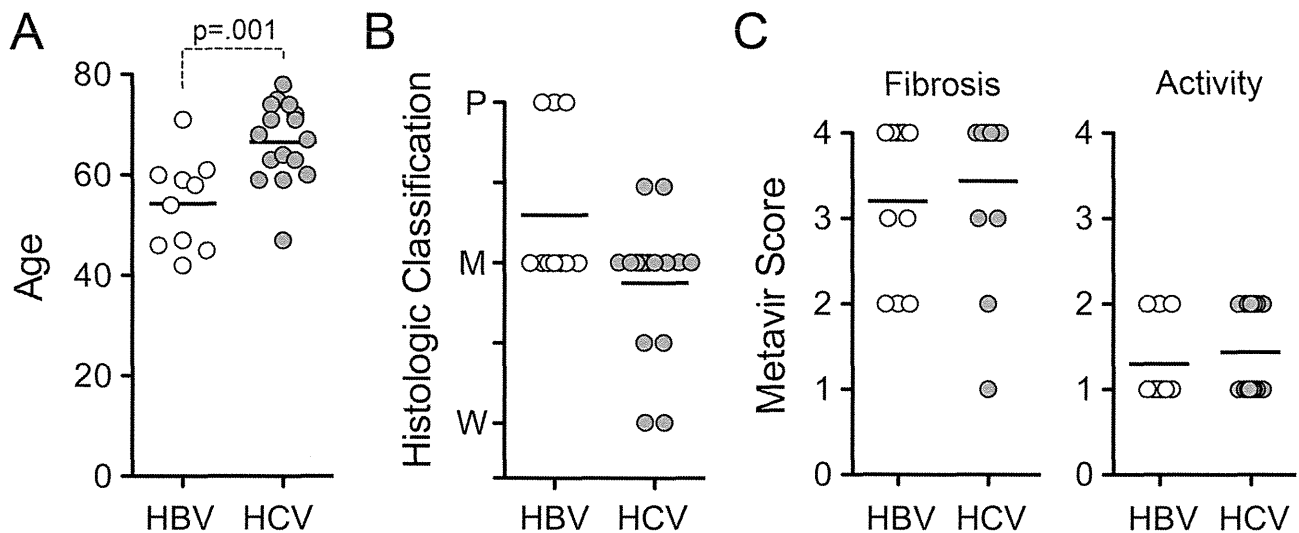 A
p=.001
Age
80
60
40
20
0
HBV
HCV
B
Histologic Classification
P
M
W
HBV
HCV
C
Metavir Score
Fibrosis
4
3
2
1
0
HBV
HCV
Activity
4
3
2
1
0
HBV
HCV